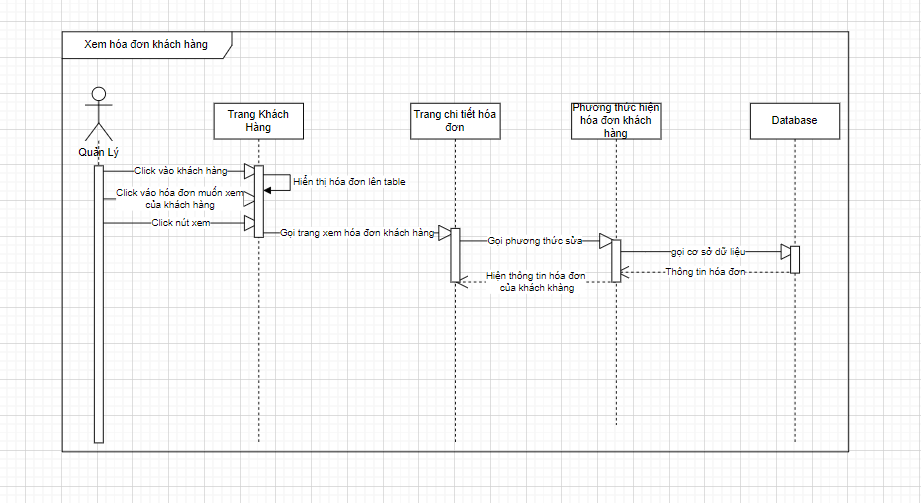 Xem hóa đơn khách hàng
Quản Lý
Trang Khách
Hàng
Trang chi tiết hóa
đơn
Phương thức hiện
hóa đơn khách
hàng
Database
Click vào khách hàng
Hiển thị hóa đơn lên table
Click vào hóa đơn muốn xem
của khách hàng
Click nút xem
Gọi trang xem hóa đơn khách hàng
Gọi phương thức sửa
gọi cơ sở dữ liệu
Thông tin hóa đơn
Hiện thông tin hóa đơn
của khách khàng